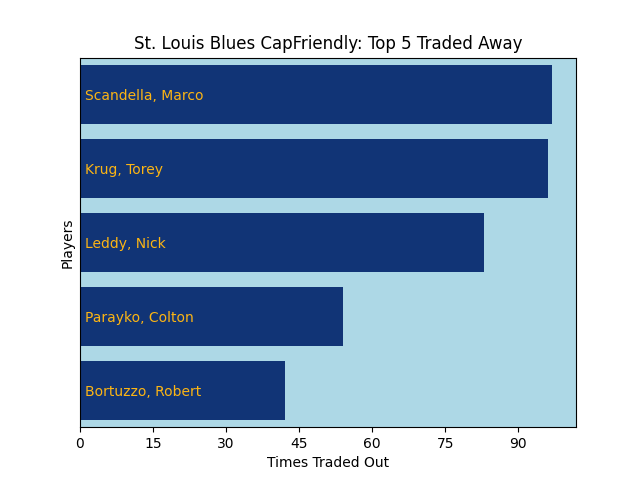 St. Louis Blues CapFriendly: Top 5 Traded Away
Players
Scandella, Marco
Krug, Torey
Leddy, Nick
Parayko, Colton
Bortuzzo, Robert
0 15 30 45 60 75 90
Times Traded Out